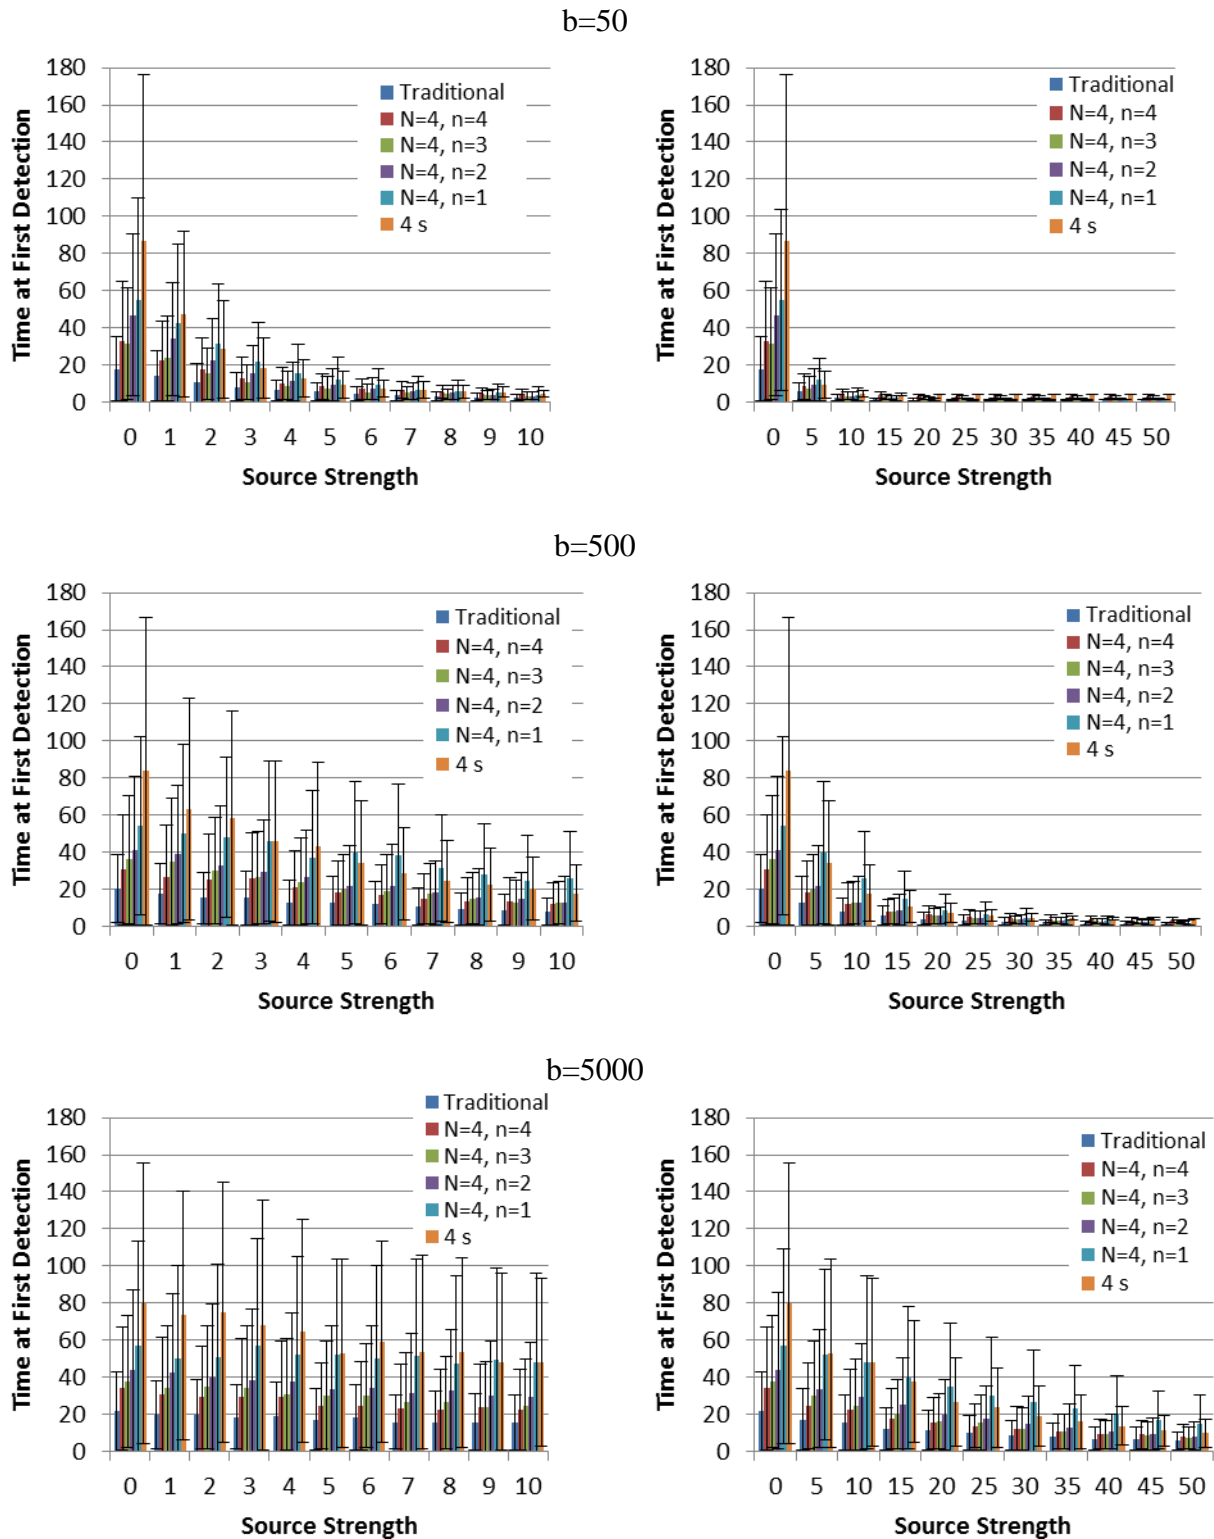 b=50
Time at First Detection
180
160
140
120
100
80
60
40
20
0
Traditional
N=4, n=4
N=4, n=3
N=4, n=2
N=4, n=1
4 s
0 1 2 3 4 5 6 7 8 9 10
Source Strength
Time at First Detection
180
160
140
120
100
80
60
40
20
0
Traditional
N=4, n=4
N=4, n=3
N=4, n=2
N=4, n=1
4 s
0 5 10 15 20 25 30 35 40 45 50
Source Strength
b=500
Time at First Detection
180
160
140
120
100
80
60
40
20
0
Traditional
N=4, n=4
N=4, n=3
N=4, n=2
N=4, n=1
4 s
0 1 2 3 4 5 6 7 8 9 10
Source Strength
Time at First Detection
180
160
140
120
100
80
60
40
20
0
Traditional
N=4, n=4
N=4, n=3
N=4, n=2
N=4, n=1
4 s
0 5 10 15 20 25 30 35 40 45 50
Source Strength
b=5000
Time at First Detection
180
160
140
120
100
80
60
40
20
0
Traditional
N=4, n=4
N=4, n=3
N=4, n=2
N=4, n=1
4 s
0 1 2 3 4 5 6 7 8 9 10
Source Strength
Time at First Detection
180
160
140
120
100
80
60
40
20
0
Traditional
N=4, n=4
N=4, n=3
N=4, n=2
N=4, n=1
4 s
0 5 10 15 20 25 30 35 40 45 50
Source Strength